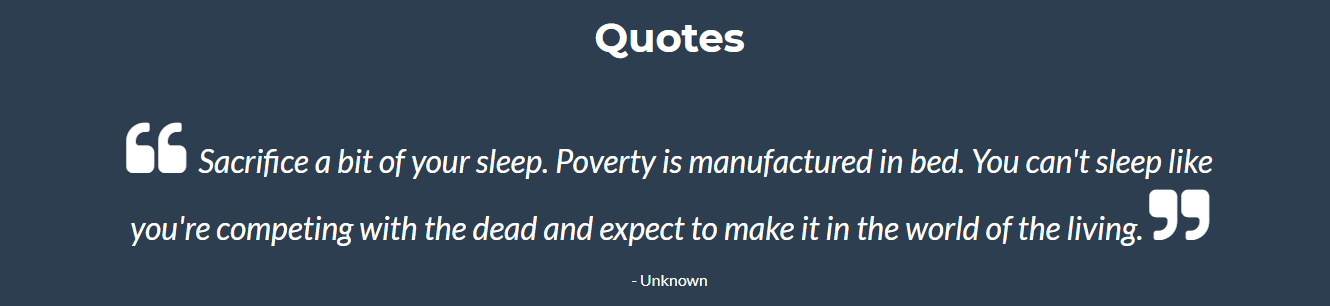 Quotes
“ Sacrifice a bit of your sleep. Poverty is manufactured in bed. You can't sleep like
you're competing with the dead and expect to make it in the world of the living. ”
- Unknown